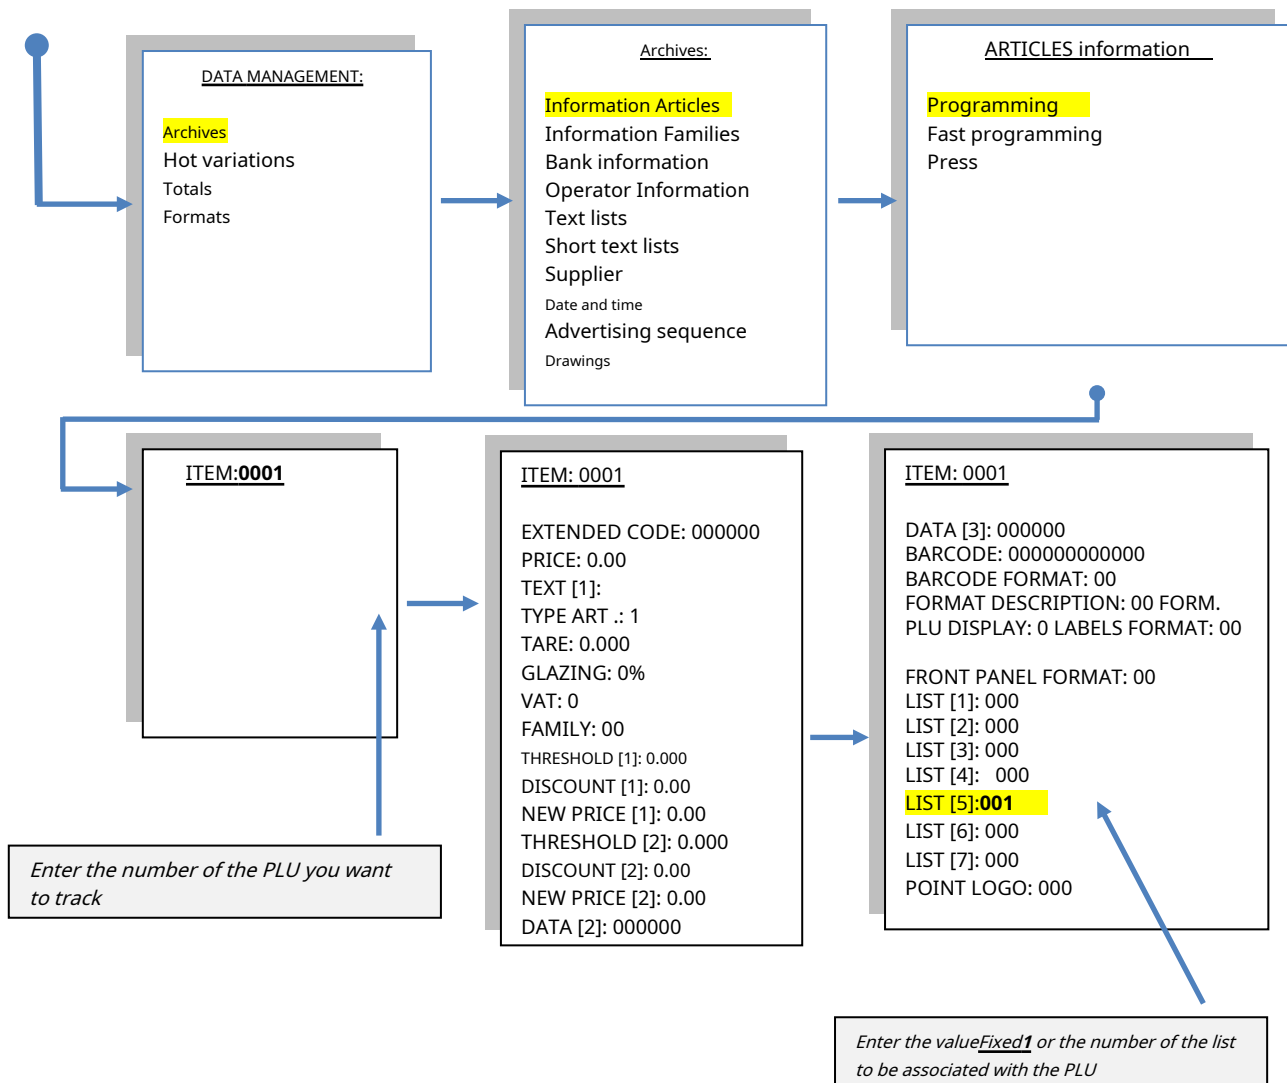 DATA MANAGEMENT:
Archives
Hot variations
Totals
Formats
Archives:
Information Articles
Information Families
Bank information
Operator Information
Text lists
Short text lists
Supplier
Date and time
Advertising sequence
Drawings
ARTICLES information
Programming
Fast programming
Press
ITEM:0001
Enter the number of the PLU you want
to track
ITEM: 0001
EXTENDED CODE: 000000
PRICE: 0.00
TEXT [1]:
TYPE ART .: 1
TARE: 0.000
GLAZING: 0%
VAT: 0
FAMILY: 00
THRESHOLD [1]: 0.000
DISCOUNT [1]: 0.00
NEW PRICE [1]: 0.00
THRESHOLD [2]: 0.000
DISCOUNT [2]: 0.00
NEW PRICE [2]: 0.00
DATA [2]: 000000
ITEM: 0001
DATA [3]: 000000
BARCODE: 000000000000
BARCODE FORMAT: 00
FORMAT DESCRIPTION: 00 FORM.
PLU DISPLAY: 0 LABELS FORMAT: 00
FRONT PANEL FORMAT: 00
LIST [1]: 000
LIST [2]: 000
LIST [3]: 000
LIST [4]: 000
LIST [5]:001
LIST [6]: 000
LIST [7]: 000
POINT LOGO: 000
Enter the valueFixed1 or the number of the list
to be associated with the PLU